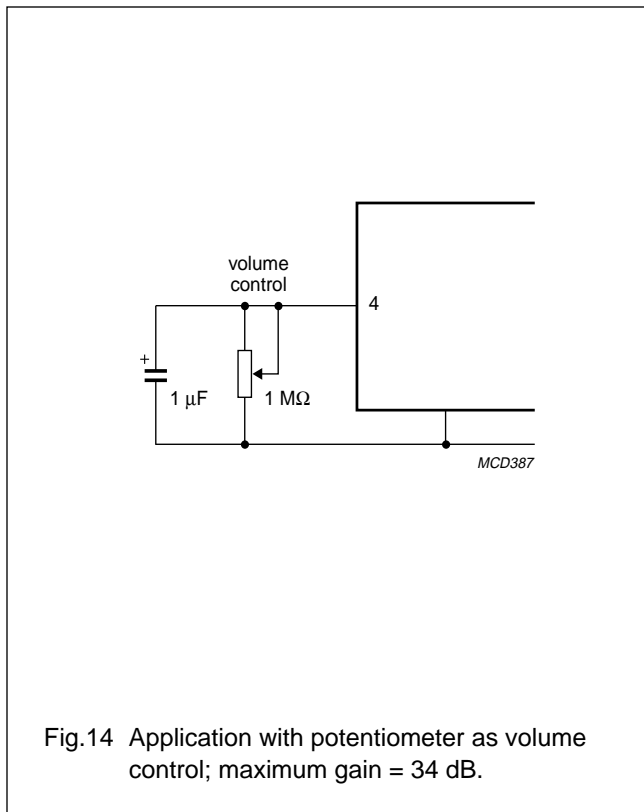 volume
control
4
+
1 μF
1 MΩ
MCD387
Fig.14 Application with potentiometer as volume
control; maximum gain = 34 dB.